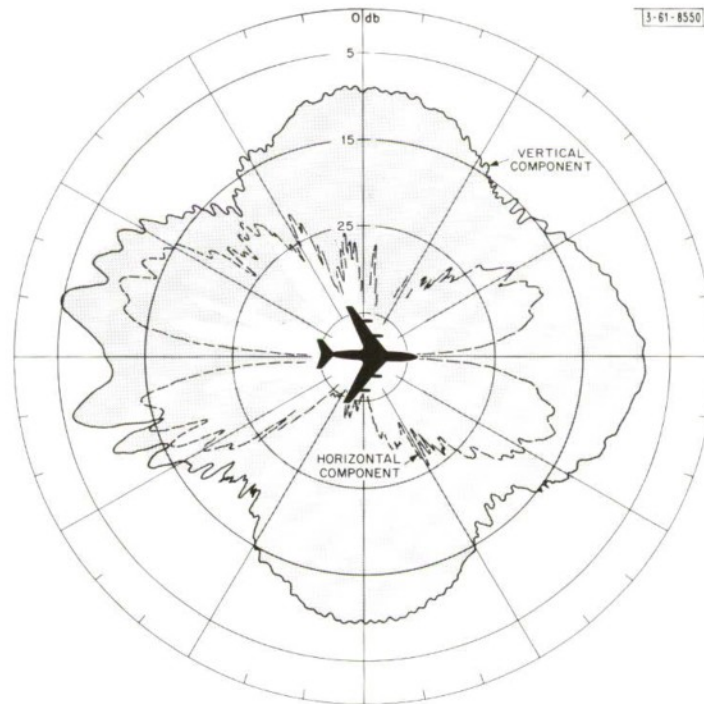 0 db
3-61-8550
5
15
VERTICAL
COMPONENT
25
HORIZONTAL
COMPONENT